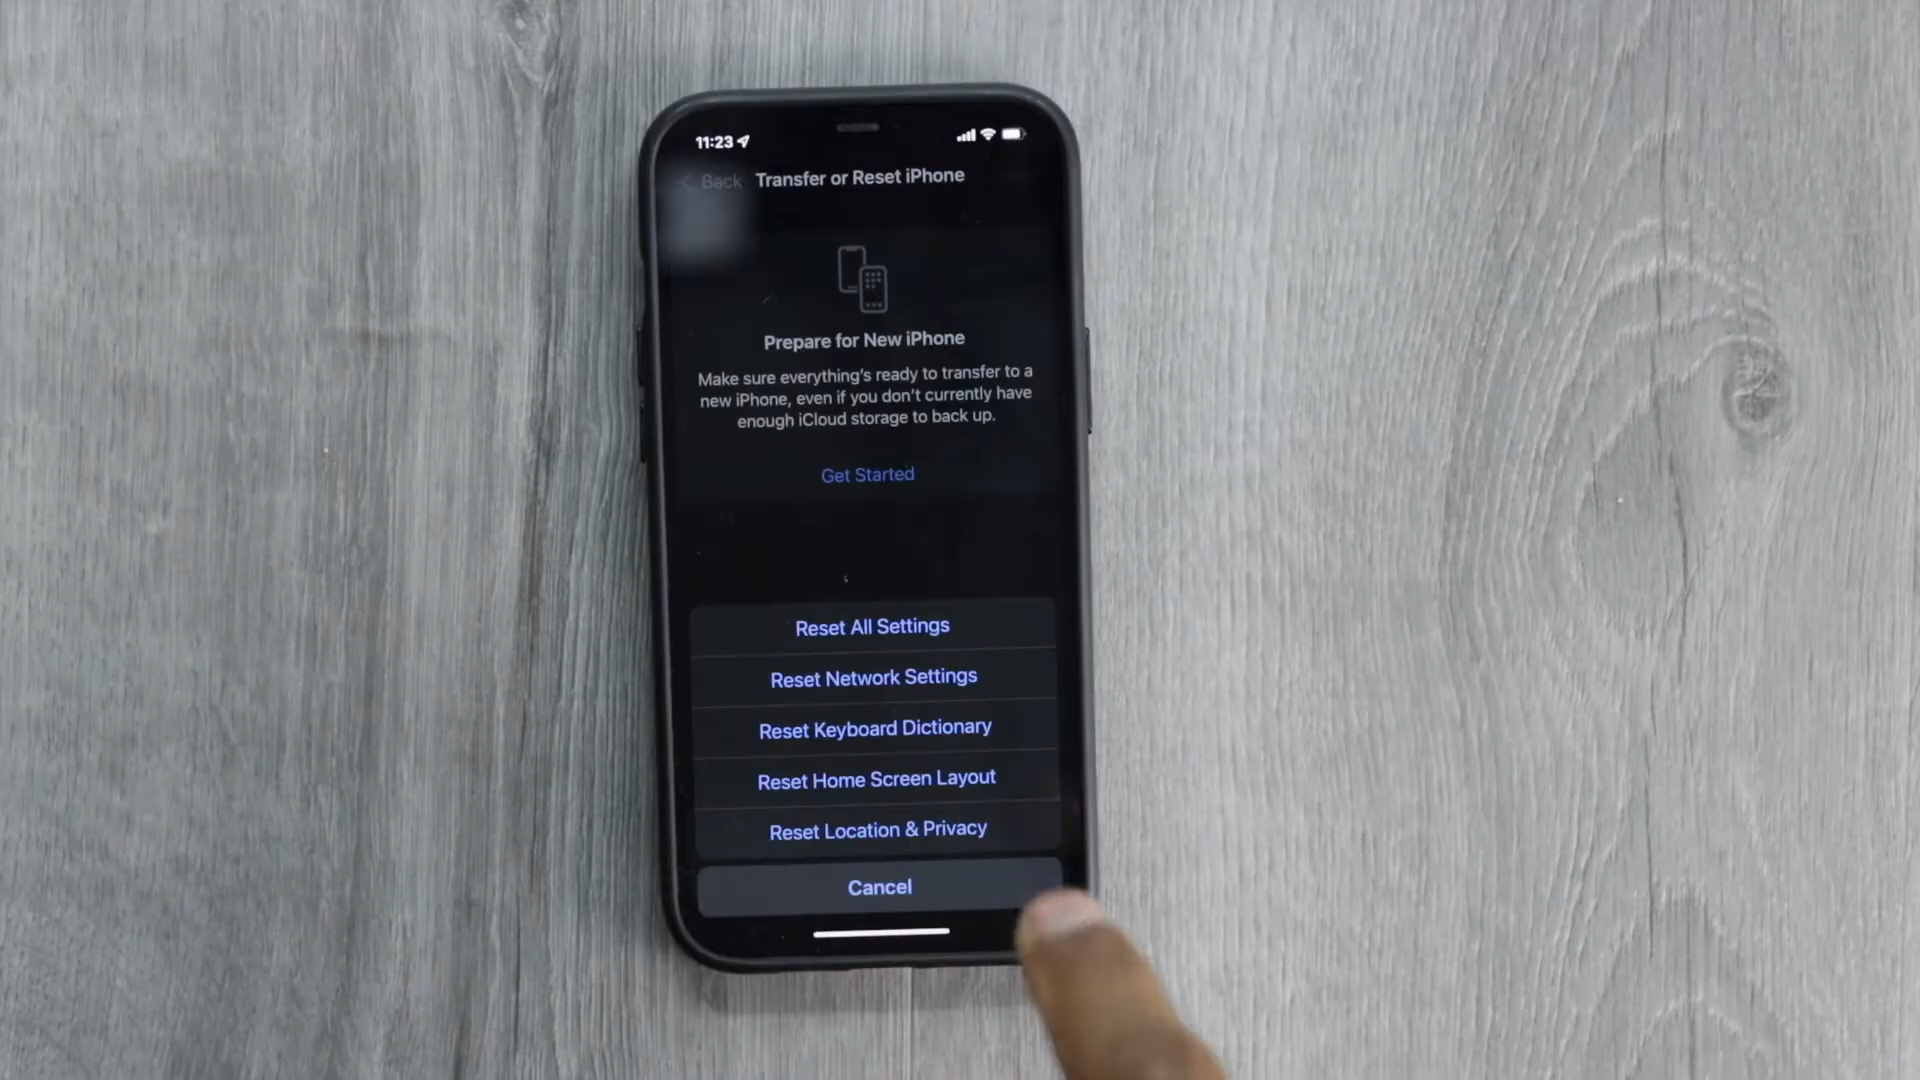 11:23
Back
Transfer or Reset iPhone
Prepare for New iPhone
Make sure everything's ready to transfer to a
new iPhone, even if you don't currently have
enough iCloud storage to back up.
Get Started
Reset All Settings
Reset Network Settings
Reset Keyboard Dictionary
Reset Home Screen Layout
Reset Location & Privacy
Cancel